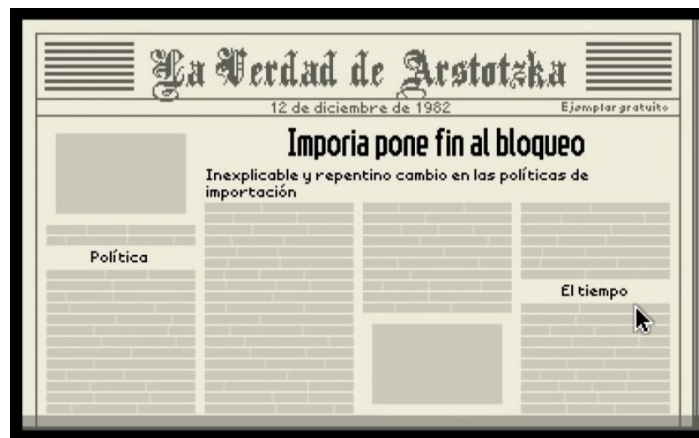 La Verdad de Arstotzka
12 de diciembre de 1982
Ejemplar gratuito
Imporia pone fin al bloqueo
Inexplicable y repentino cambio en las políticas de
importación
Política
El tiempo